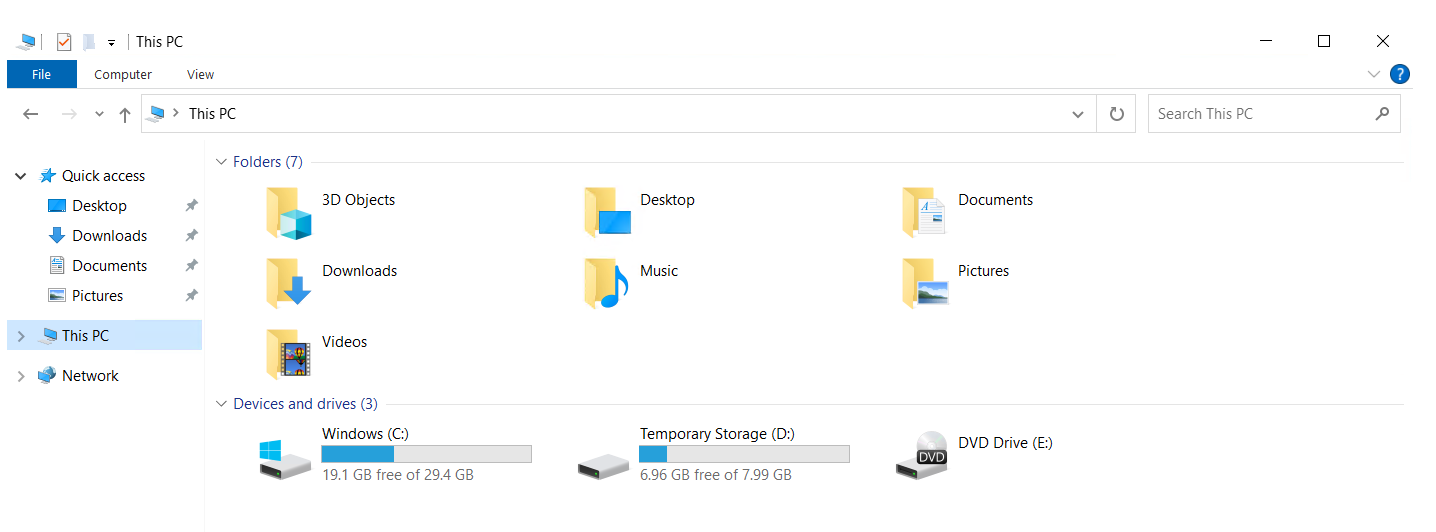 This PC
File Computer View
This PC Search This PC
Quick access
Desktop
Downloads
Documents
Pictures
This PC
Network
Folders (7)
3D Objects Desktop Documents
Downloads Music Pictures
Videos
Devices and drives (3)
Windows (C:) Temporary Storage (D:) DVD Drive (E:)
19.1 GB free of 29.4 GB 6.96 GB free of 7.99 GB
DVD